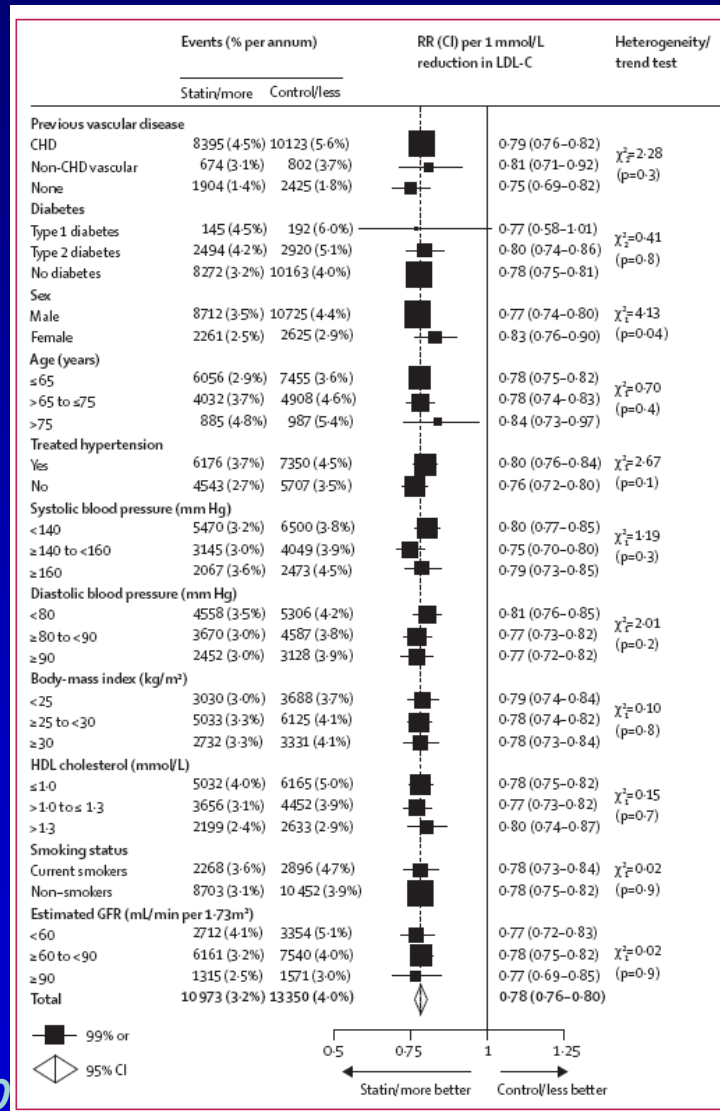 Events (% per annum) RR (CI) per 1 mmol/L Heterogeneity/
reduction in LDL-C trend test
Statin/more Control/less
Previous vascular disease
CHD 8395 (4·5%) 10123 (5·6%) 0·79 (0·76–0·82)
Non-CHD vascular 674 (3·1%) 802 (3·7%) 0·81 (0·71–0·92) χ²₂=2·28
None 1904 (1·4%) 2425 (1·8%) 0·75 (0·69–0·82) (p=0·3)
Diabetes
Type 1 diabetes 145 (4·5%) 192 (6·0%) 0·77 (0·58–1·01)
Type 2 diabetes 2494 (4·2%) 2920 (5·1%) 0·80 (0·74–0·86) χ²₂=0·41
No diabetes 8272 (3·2%) 10163 (4·0%) 0·78 (0·75–0·81) (p=0·8)
Sex
Male 8712 (3·5%) 10725 (4·4%) 0·77 (0·74–0·80) χ²₁=4·13
Female 2261 (2·5%) 2625 (2·9%) 0·83 (0·76–0·90) (p=0·04)
Age (years)
≤65 6056 (2·9%) 7455 (3·6%) 0·78 (0·75–0·82)
>65 to ≤75 4032 (3·7%) 4908 (4·6%) 0·78 (0·74–0·83) χ²₁=0·70
>75 885 (4·8%) 987 (5·4%) 0·84 (0·73–0·97) (p=0·4)
Treated hypertension
Yes 6176 (3·7%) 7350 (4·5%) 0·80 (0·76–0·84) χ²₁=2·67
No 4543 (2·7%) 5707 (3·5%) 0·76 (0·72–0·80) (p=0·1)
Systolic blood pressure (mm Hg)
<140 5470 (3·2%) 6500 (3·8%) 0·80 (0·77–0·85)
≥140 to <160 3145 (3·0%) 4049 (3·9%) 0·75 (0·70–0·80) χ²₁=1·19
≥160 2067 (3·6%) 2473 (4·5%) 0·79 (0·73–0·85) (p=0·3)
Diastolic blood pressure (mm Hg)
<80 4558 (3·5%) 5306 (4·2%) 0·81 (0·76–0·85)
≥80 to <90 3670 (3·0%) 4587 (3·8%) 0·77 (0·73–0·82) χ²₁=2·01
≥90 2452 (3·0%) 3128 (3·9%) 0·77 (0·72–0·82) (p=0·2)
Body-mass index (kg/m²)
<25 3030 (3·0%) 3688 (3·7%) 0·79 (0·74–0·84)
≥25 to <30 5033 (3·3%) 6125 (4·1%) 0·78 (0·74–0·82) χ²₁=0·10
≥30 2732 (3·3%) 3331 (4·1%) 0·78 (0·73–0·84) (p=0·8)
HDL cholesterol (mmol/L)
≤1·0 5032 (4·0%) 6165 (5·0%) 0·78 (0·75–0·82)
>1·0 to ≤ 1·3 3656 (3·1%) 4452 (3·9%) 0·77 (0·73–0·82) χ²₁=0·15
>1·3 2199 (2·4%) 2633 (2·9%) 0·80 (0·74–0·87) (p=0·7)
Smoking status
Current smokers 2268 (3·6%) 2896 (4·7%) 0·78 (0·73–0·84) χ²₁=0·02
Non–smokers 8703 (3·1%) 10 452 (3·9%) 0·78 (0·75–0·82) (p=0·9)
Estimated GFR (mL/min per 1·73m²)
<60 2712 (4·1%) 3354 (5·1%) 0·77 (0·72–0·83)
≥60 to <90 6161 (3·2%) 7540 (4·0%) 0·78 (0·75–0·82) χ²₁=0·02
≥90 1315 (2·5%) 1571 (3·0%) 0·77 (0·69–0·85) (p=0·9)
Total 10 973 (3·2%) 13350 (4·0%) 0·78 (0·76–0·80)
99% or
95% CI
0·5 0·75 1 1·25
Statin/more better Control/less better